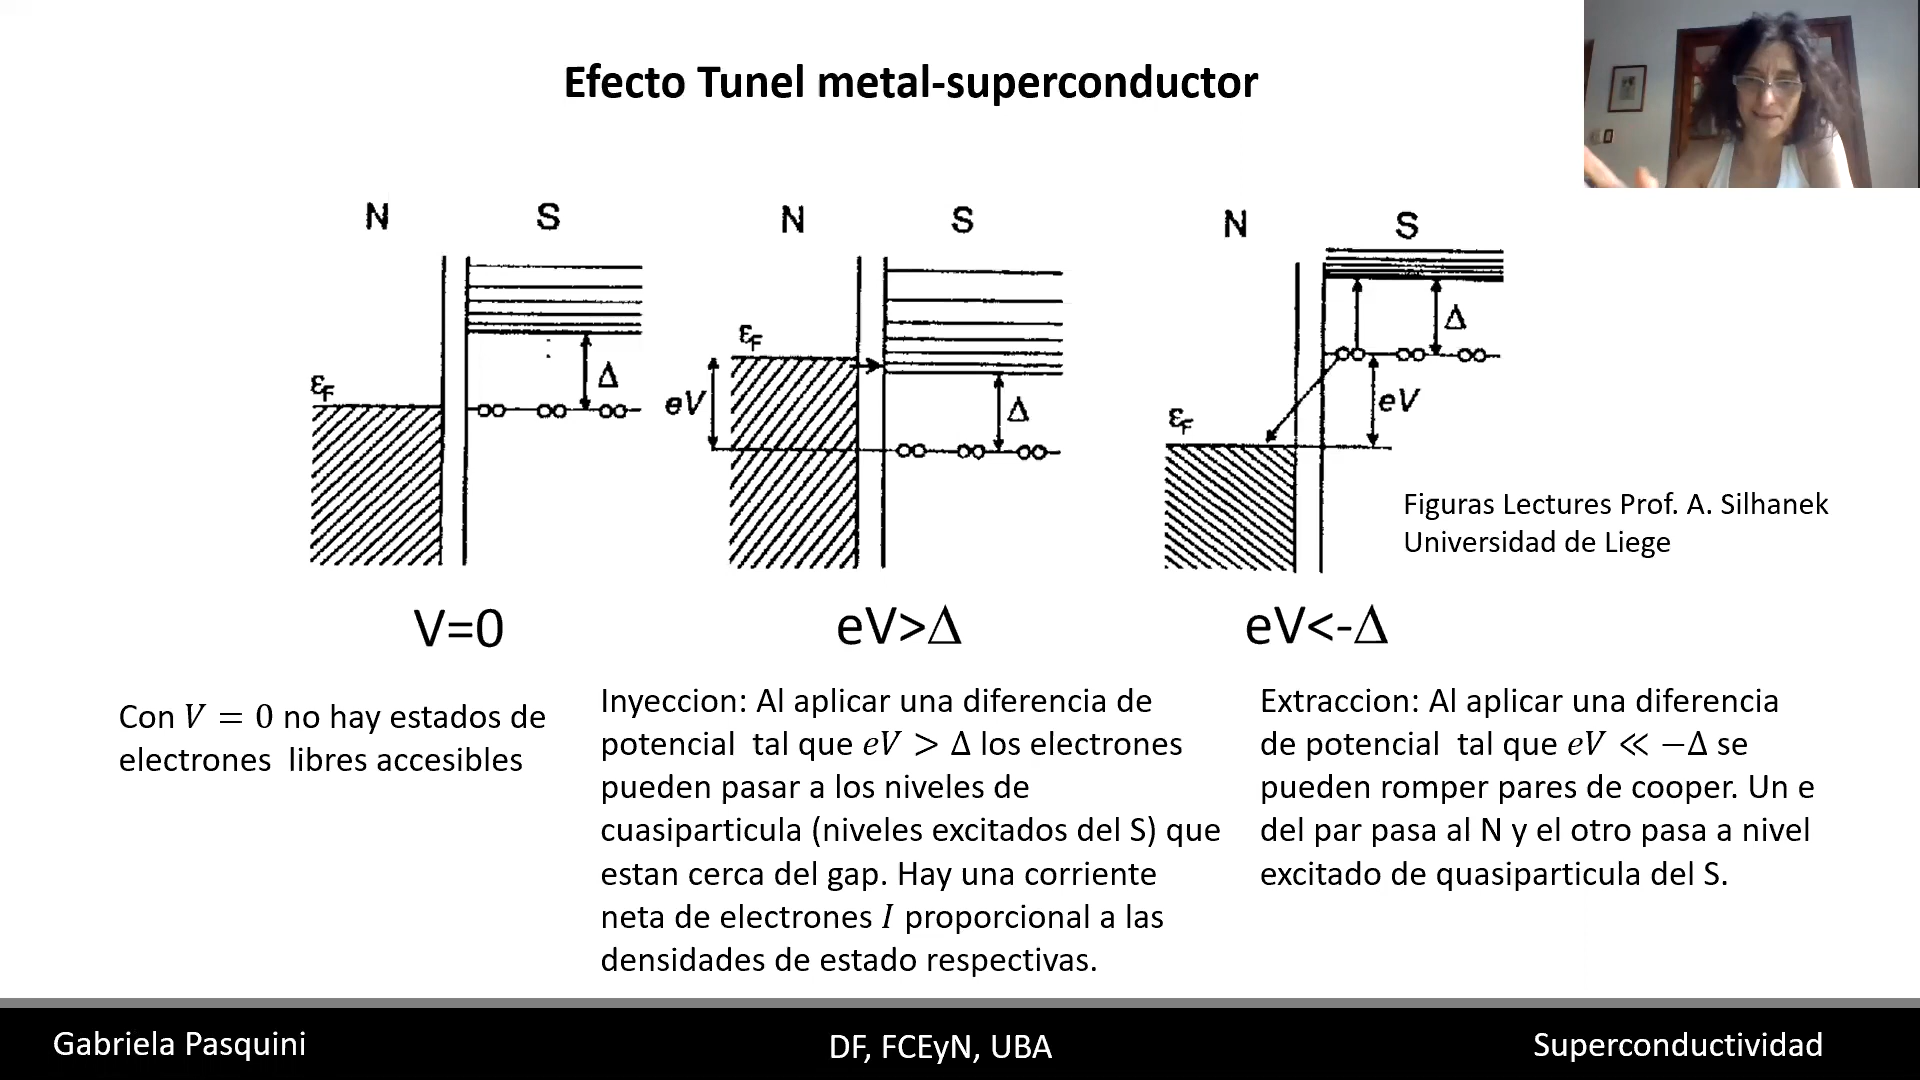 Efecto Tunel metal-superconductor
N S
εF
Δ
N S
εF
eV
Δ
N S
Δ
eV
εF
Figuras Lectures Prof. A. Silhanek
Universidad de Liege
V=0
eV>Δ
eV<-Δ
Con 𝑉 = 0 no hay estados de
electrones libres accesibles
Inyeccion: Al aplicar una diferencia de
potencial tal que 𝑒𝑉 > Δ los electrones
pueden pasar a los niveles de
cuasiparticula (niveles excitados del S) que
estan cerca del gap. Hay una corriente
neta de electrones 𝐼 proporcional a las
densidades de estado respectivas.
Extraccion: Al aplicar una diferencia
de potencial tal que 𝑒𝑉 ≪ −Δ se
pueden romper pares de cooper. Un e
del par pasa al N y el otro pasa a nivel
excitado de quasiparticula del S.
Gabriela Pasquini
DF, FCEyN, UBA
Superconductividad